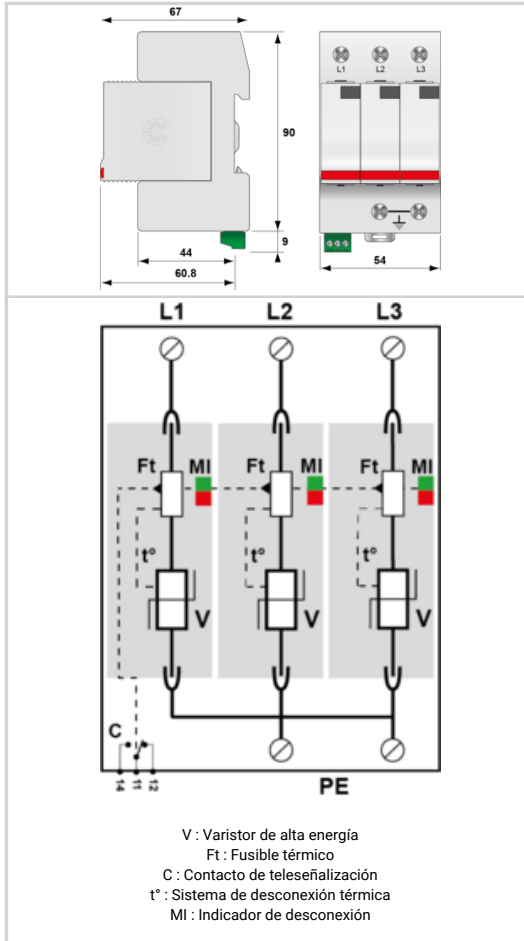 67
L1 L2 L3
90
9
44
60.8
54
L1 L2 L3
Ft MI Ft MI Ft MI
t° t° t°
V V V
C
14 11 12
PE
V : Varistor de alta energía
Ft : Fusible térmico
C : Contacto de teleseñalización
t° : Sistema de desconexión térmica
MI : Indicador de desconexión